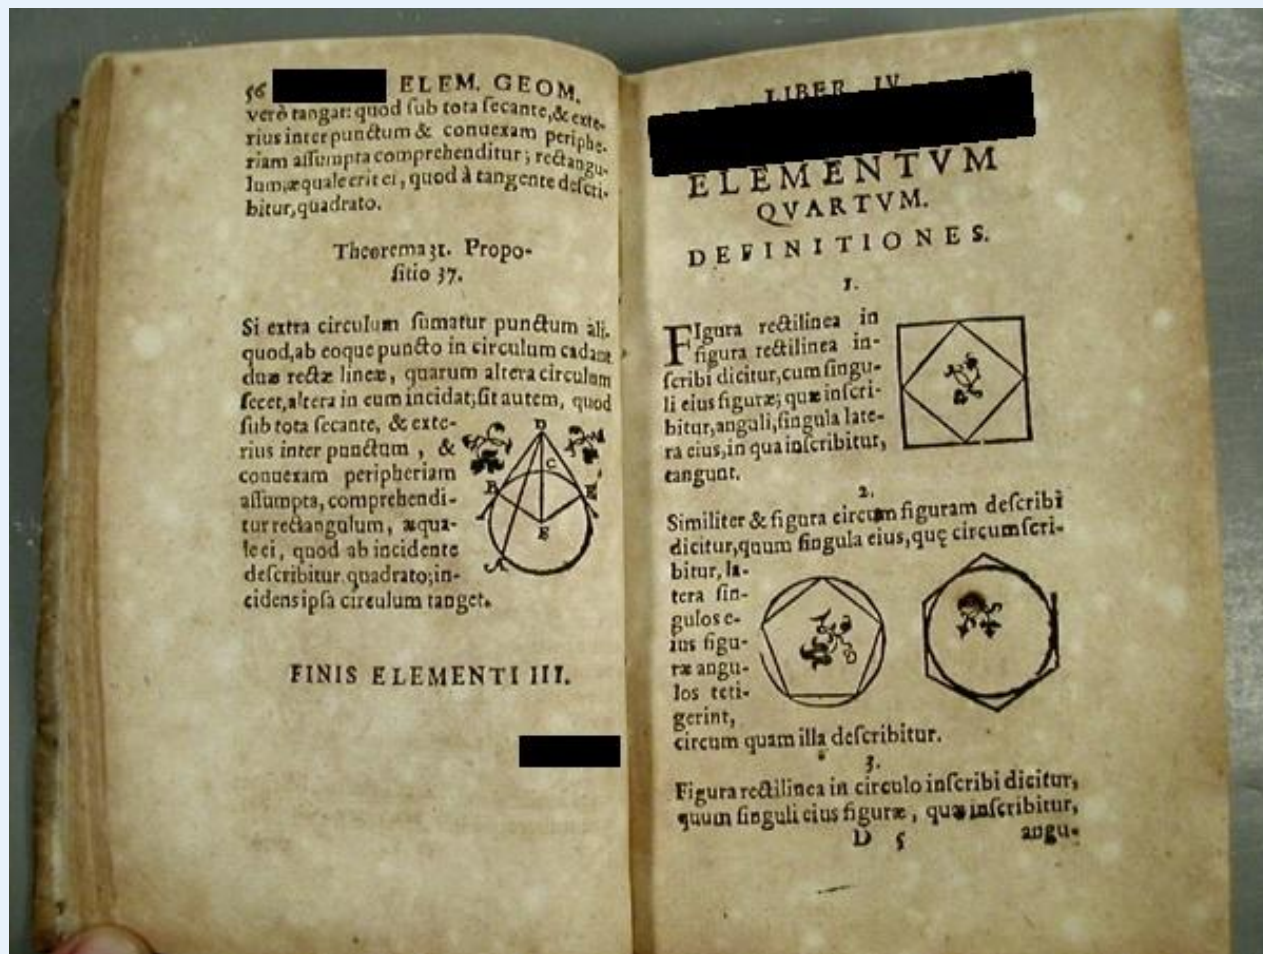 56 ELEM. GEOM.
verò tangat: quod ſub tota ſecante, & exte-
rius inter punctum & conuexam periphe-
riam aſſumpta comprehenditur; rectangu-
lum, æquale erit ei, quod à tangente deſcri-
bitur, quadrato.
Theorema 31. Propo-
ſitio 37.
Si extra circulum ſumatur punctum ali-
quod, ab eoque puncto in circulum cadant
duæ rectæ lineæ, quarum altera circulum
ſecet, altera in eum incidat; ſit autem, quod
ſub tota ſecante, & exte-
rius inter punctum, &
conuexam peripheriam
aſſumpta, comprehendi-
tur rectangulum, æqua-
le ei, quod ab incidente
deſcribitur quadrato; in-
cidens ipſa circulum tanget.
D
C
B
E
A
FINIS ELEMENTI III.
LIBER IV
ELEMENTVM
QVARTVM.
DEFINITIONES.
1.
FIgura rectilinea in
figura rectilinea in-
ſcribi dicitur, cum ſingu-
li eius figuræ; quæ inſcri-
bitur, anguli, ſingula late-
ra eius, in qua inſcribitur,
tangunt.
2.
Similiter & figura circum figuram deſcribi
dicitur, quum ſingula eius, quę circumſcri-
bitur, la-
tera ſin-
gulos e-
ius figu-
ræ angu-
los teti-
gerint,
circum quam illa deſcribitur.
3.
Figura rectilinea in circulo inſcribi dicitur,
quum ſinguli eius figuræ, quæ inſcribitur,
D 5 angu-